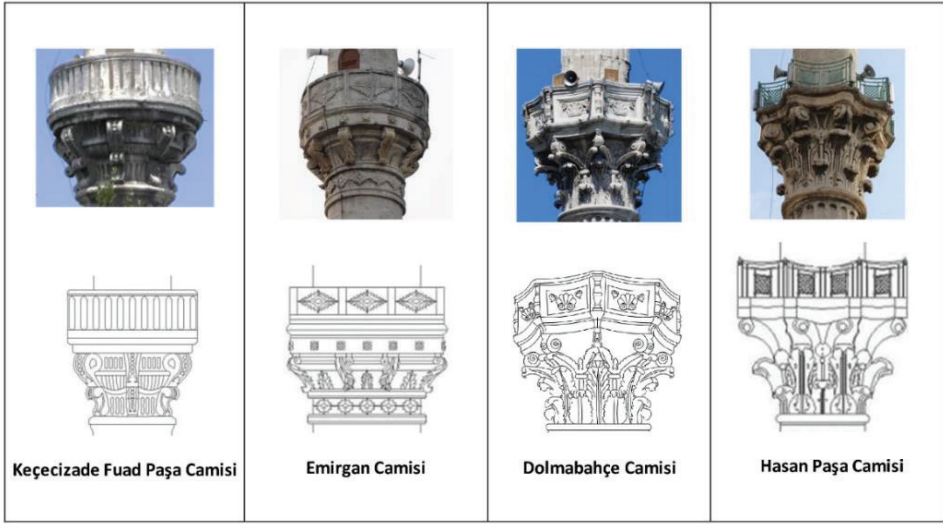 Keçecizade Fuad Paşa Camisi
Emirgan Camisi
Dolmabahçe Camisi
Hasan Paşa Camisi